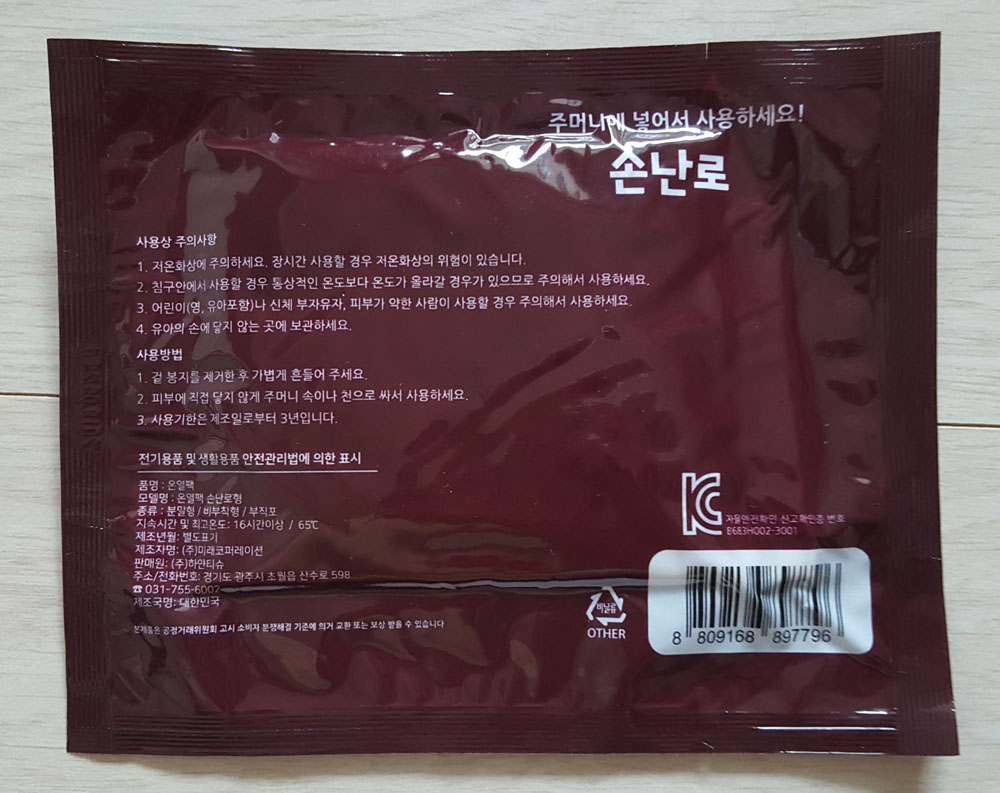 주머니에 넣어서 사용하세요!
손난로
사용상 주의사항
1. 저온화상에 주의하세요. 장시간 사용할 경우 저온화상의 위험이 있습니다.
2. 침구안에서 사용할 경우 통상적인 온도보다 온도가 올라갈 경우가 있으므로 주의해서 사용하세요.
3. 어린이(영, 유아포함)나 신체 부자유자, 피부가 약한 사람이 사용할 경우 주의해서 사용하세요.
4. 유아의 손에 닿지 않는 곳에 보관하세요.
사용방법
1. 겉 봉지를 제거한 후 가볍게 흔들어 주세요.
2. 피부에 직접 닿지 않게 주머니 속이나 천으로 싸서 사용하세요.
3. 사용기한은 제조일로부터 3년입니다.
전기용품 및 생활용품 안전관리법에 의한 표시
품명 : 온열팩
모델명 : 온열팩 손난로형
종류 : 분말형 / 비부착형 / 부직포
지속시간 및 최고온도: 16시간이상 / 65℃
제조년월: 별도표기
제조자명: (주)미래코퍼레이션
판매원: (주)하얀티슈
주소/전화번호: 경기도 광주시 초월읍 산수로 598
☎ 031-755-6002
제조국명: 대한민국
본제품은 공정거래위원회 고시 소비자 분쟁해결 기준에 의거 교환 또는 보상 받을 수 있습니다
KC
자율안전확인 신고확인증 번호
B683H002-3001
비닐류
OTHER
8 809168 897796